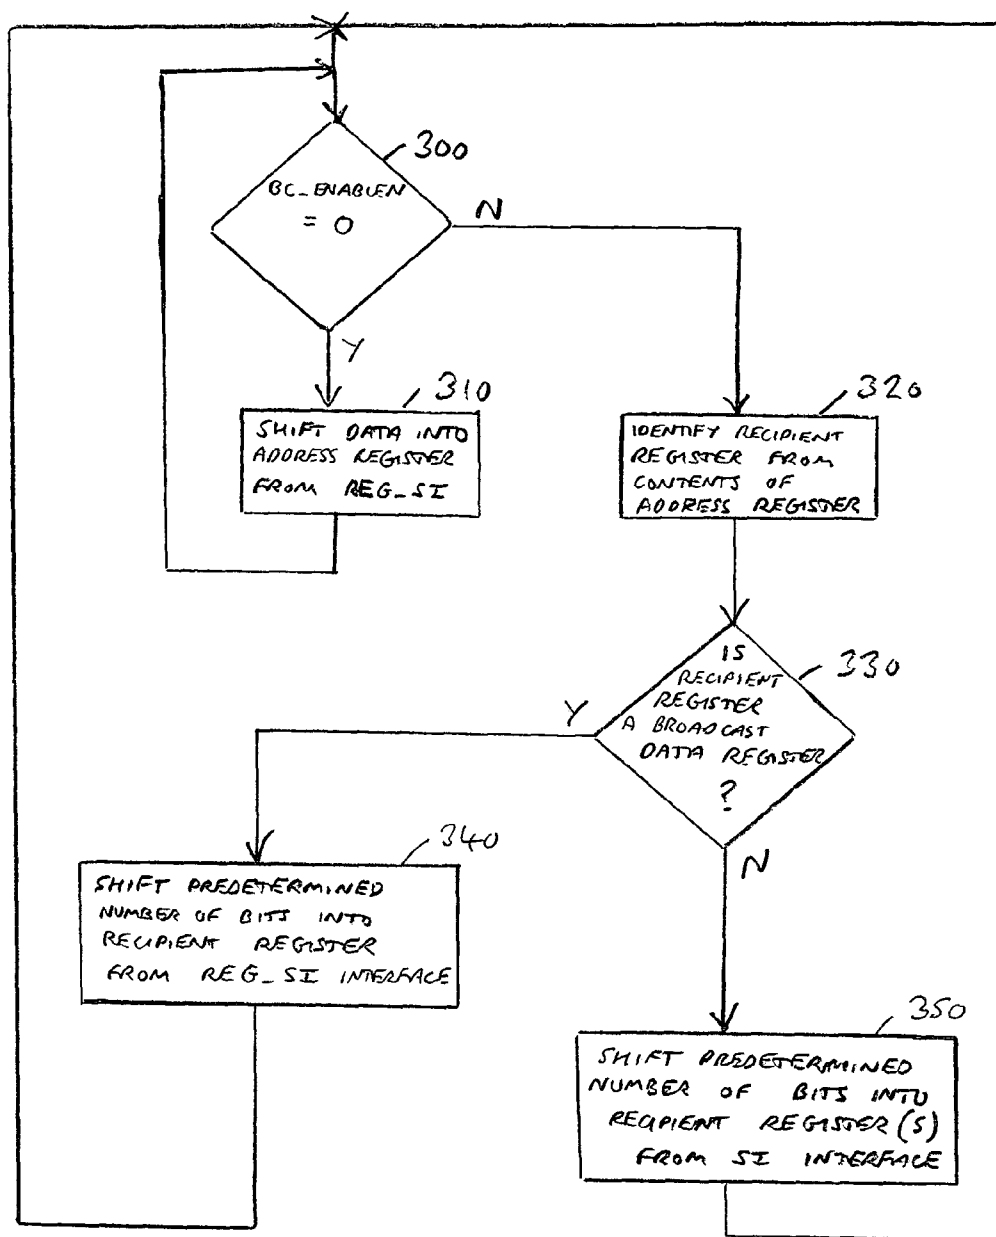 300
BC_ENABLEN
= 0
N
Y
310
SHIFT DATA INTO
ADDRESS REGISTER
FROM REG_SI
320
IDENTIFY RECIPIENT
REGISTER FROM
CONTENTS OF
ADDRESS REGISTER
330
IS
RECIPIENT
REGISTER
A BROADCAST
DATA REGISTER
?
Y
N
340
SHIFT PREDETERMINED
NUMBER OF BITS INTO
RECIPIENT REGISTER
FROM REG_SI INTERFACE
350
SHIFT PREDETERMINED
NUMBER OF BITS INTO
RECIPIENT REGISTER(S)
FROM SI INTERFACE